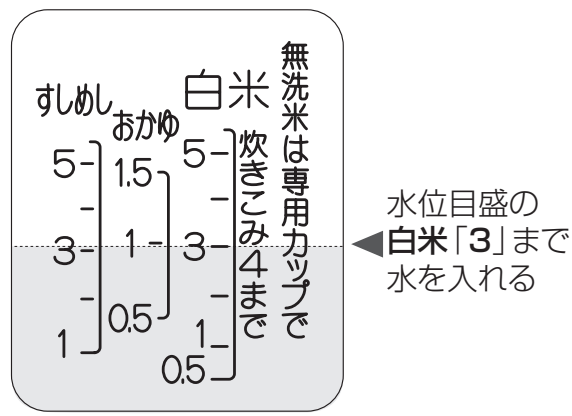 無洗米は専用カップで
白米
炊きこみ4まで
5
3
1
0.5
おかゆ
1.5
1
0.5
すしめし
5
3
1
水位目盛の
白米「3」まで
水を入れる